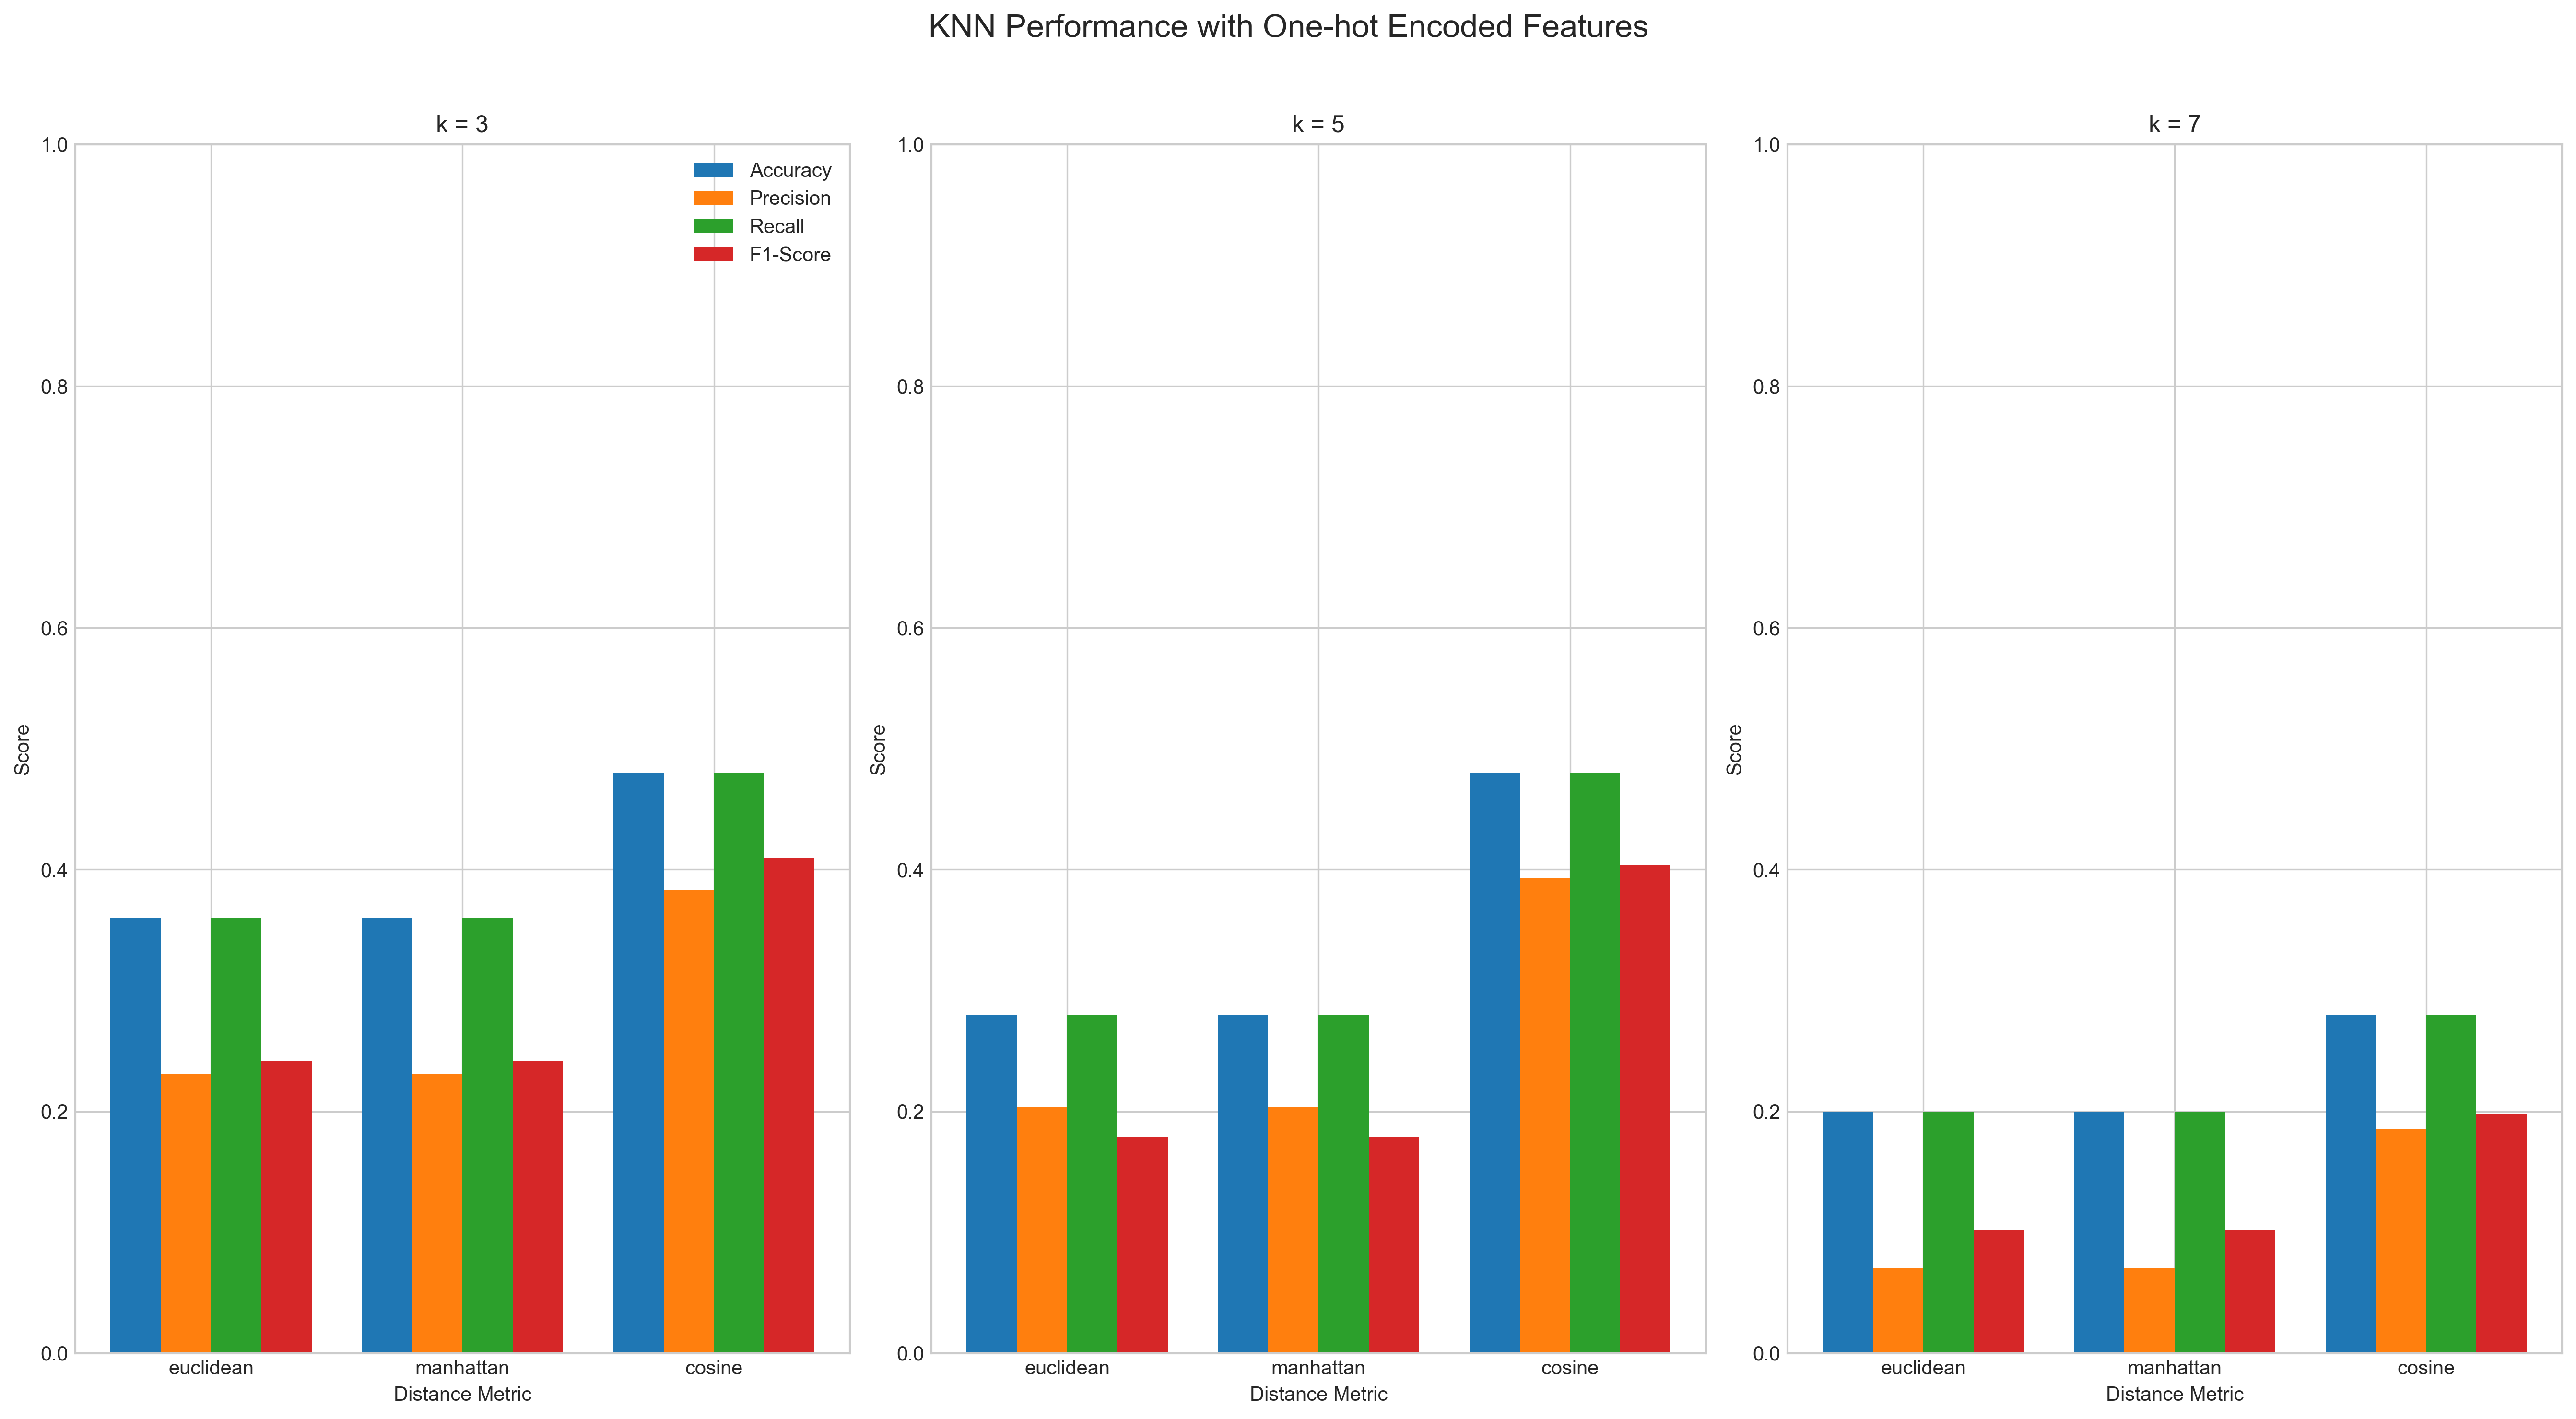 KNN Performance with One-hot Encoded Features
k = 3
1.0
0.8
0.6
0.4
0.2
0.0
Score
Accuracy
Precision
Recall
F1-Score
euclidean
manhattan
cosine
Distance Metric
k = 5
1.0
0.8
0.6
0.4
0.2
0.0
Score
euclidean
manhattan
cosine
Distance Metric
k = 7
1.0
0.8
0.6
0.4
0.2
0.0
Score
euclidean
manhattan
cosine
Distance Metric